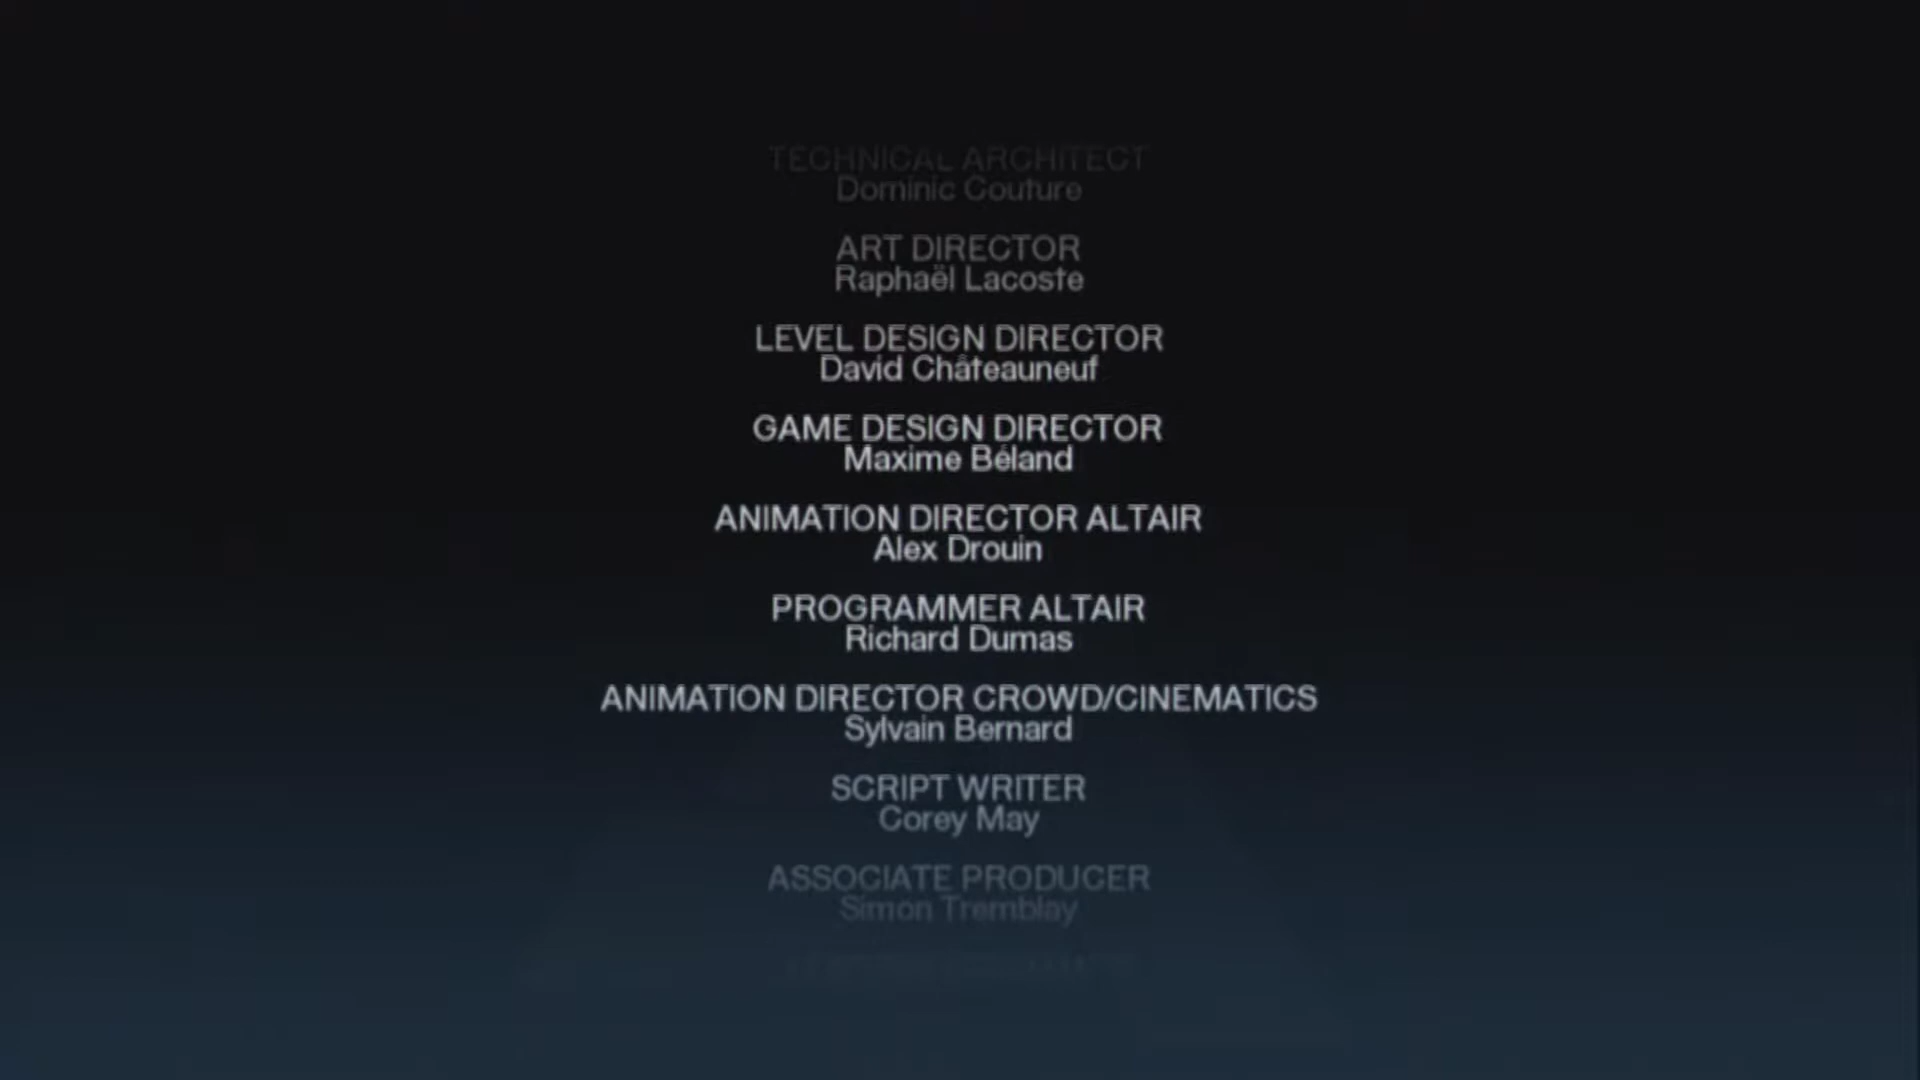 TECHNICAL ARCHITECT
Dominic Couture
ART DIRECTOR
Raphaël Lacoste
LEVEL DESIGN DIRECTOR
David Châteauneuf
GAME DESIGN DIRECTOR
Maxime Béland
ANIMATION DIRECTOR ALTAIR
Alex Drouin
PROGRAMMER ALTAIR
Richard Dumas
ANIMATION DIRECTOR CROWD/CINEMATICS
Sylvain Bernard
SCRIPT WRITER
Corey May
ASSOCIATE PRODUCER
Simon Tremblay